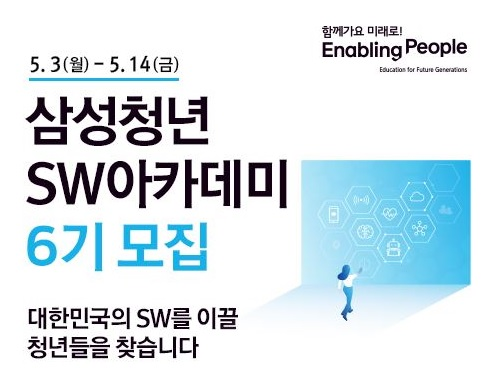 함께가요 미래로!
Enabling People
Education for Future Generations
5. 3(월) – 5. 14(금)
삼성청년
SW아카데미
6기 모집
대한민국의 SW를 이끌
청년들을 찾습니다